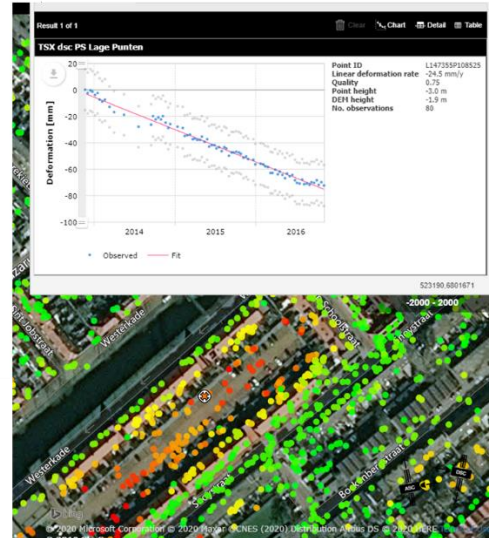 Result 1 of 1
Clear Chart Detail Table
TSX dsc PS Lage Punten
Point ID L147355P108525
Linear deformation rate -24.5 mm/y
Quality 0.75
Point height -3.0 m
DEM height -1.9 m
No. observations 80
Deformation [mm]
20
0
-20
-40
-60
-80
-100
2014 2015 2016
Observed Fit
523190,6801671
-2000 - 2000
Westerkade
Westerkade
Westerkade
ASC DSC
© 2020 Microsoft Corporation © 2020 Maxar © CNES (2020) Distribution Airbus DS © 2020 HERE